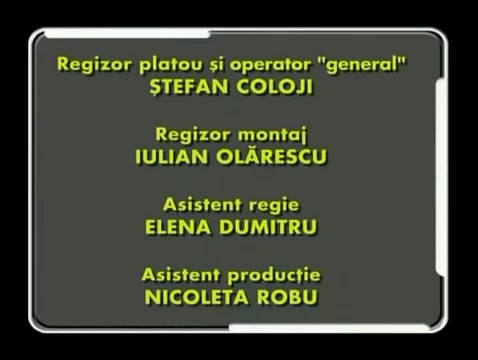 Regizor platou și operator "general"
ȘTEFAN COLOJI
Regizor montaj
IULIAN OLĂRESCU
Asistent regie
ELENA DUMITRU
Asistent producție
NICOLETA ROBU